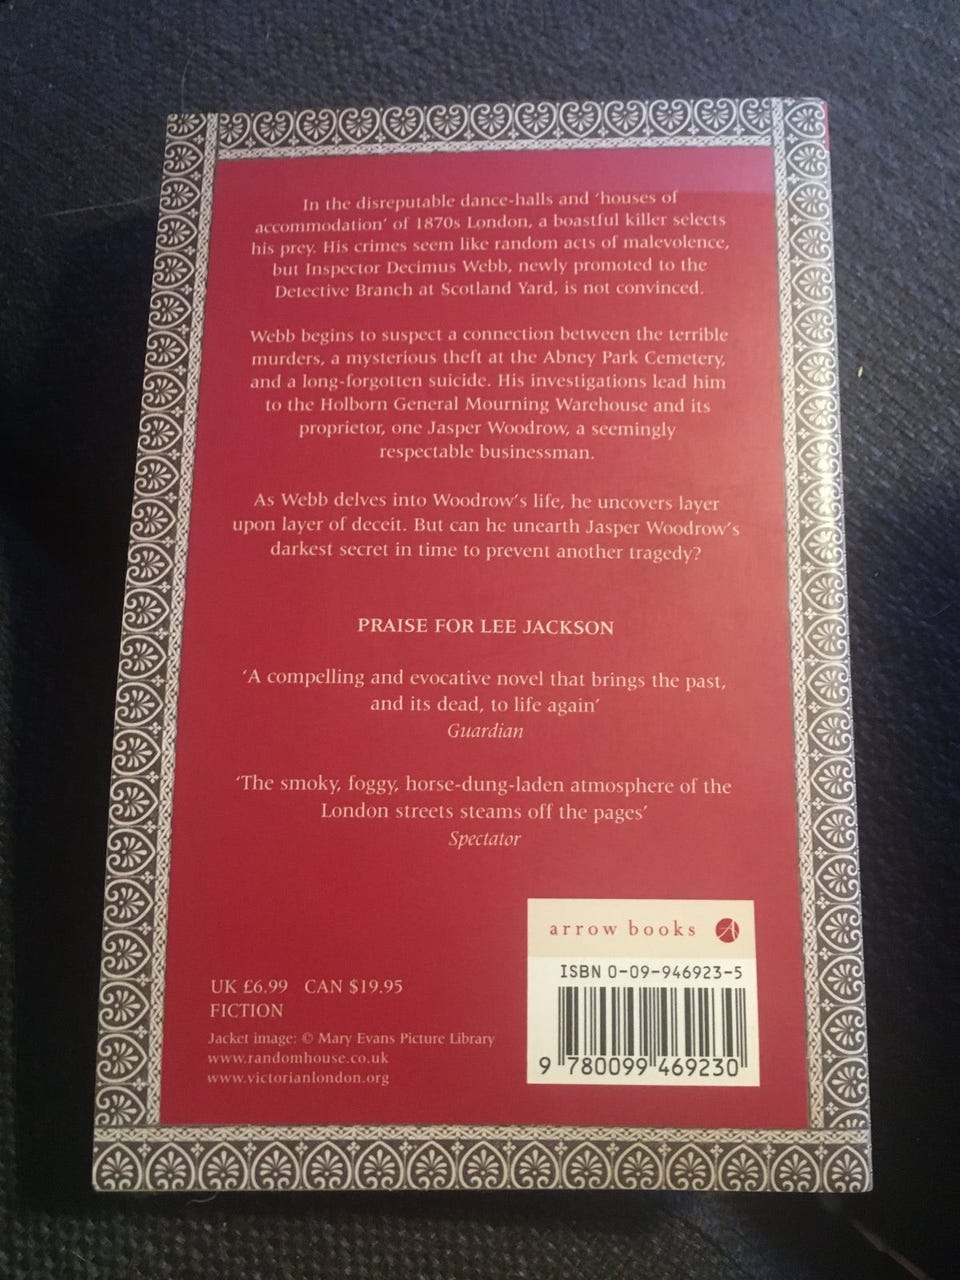 In the disreputable dance-halls and ‘houses of
accommodation’ of 1870s London, a boastful killer selects
his prey. His crimes seem like random acts of malevolence,
but Inspector Decimus Webb, newly promoted to the
Detective Branch at Scotland Yard, is not convinced.
Webb begins to suspect a connection between the terrible
murders, a mysterious theft at the Abney Park Cemetery,
and a long-forgotten suicide. His investigations lead him
to the Holborn General Mourning Warehouse and its
proprietor, one Jasper Woodrow, a seemingly
respectable businessman.
As Webb delves into Woodrow’s life, he uncovers layer
upon layer of deceit. But can he unearth Jasper Woodrow’s
darkest secret in time to prevent another tragedy?
PRAISE FOR LEE JACKSON
‘A compelling and evocative novel that brings the past,
and its dead, to life again’
Guardian
‘The smoky, foggy, horse-dung-laden atmosphere of the
London streets steams off the pages’
Spectator
arrow books
ISBN 0-09-946923-5
9 780099 469230
UK £6.99 CAN $19.95
FICTION
Jacket image: © Mary Evans Picture Library
www.randomhouse.co.uk
www.victorianlondon.org